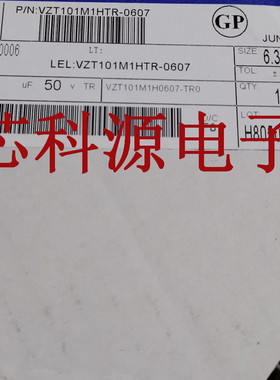 P/N:VZT101M1HTR-0607
GP
JUN
0006
LT:
SIZE 6.3
LEL:VZT101M1HTR-0607
TOL
uF 50 v TR
VZT101M1H0607-TR0
QTY 1
D/C
LOT
芯科源电子